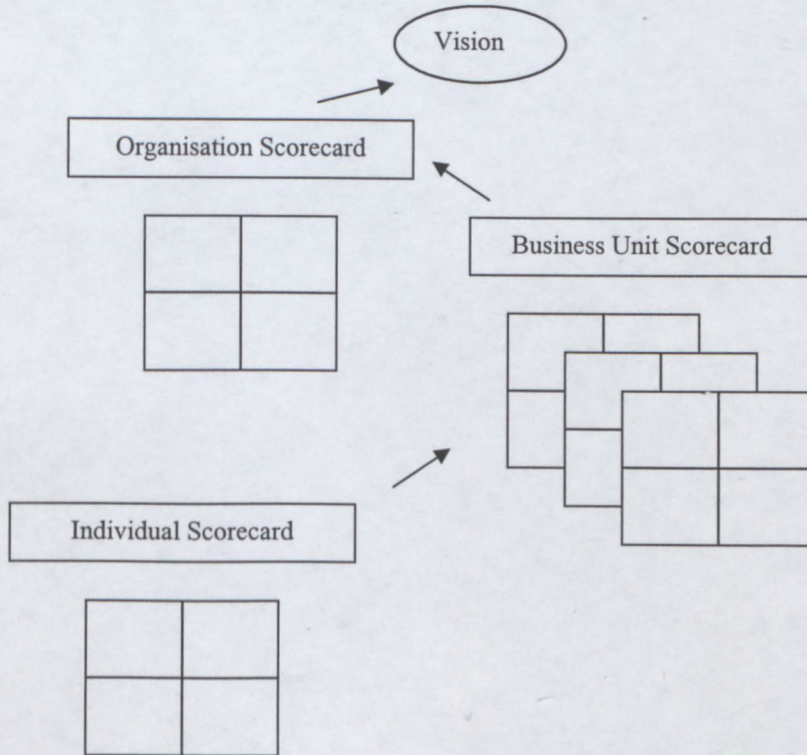 Vision
Organisation Scorecard
Business Unit Scorecard
Individual Scorecard